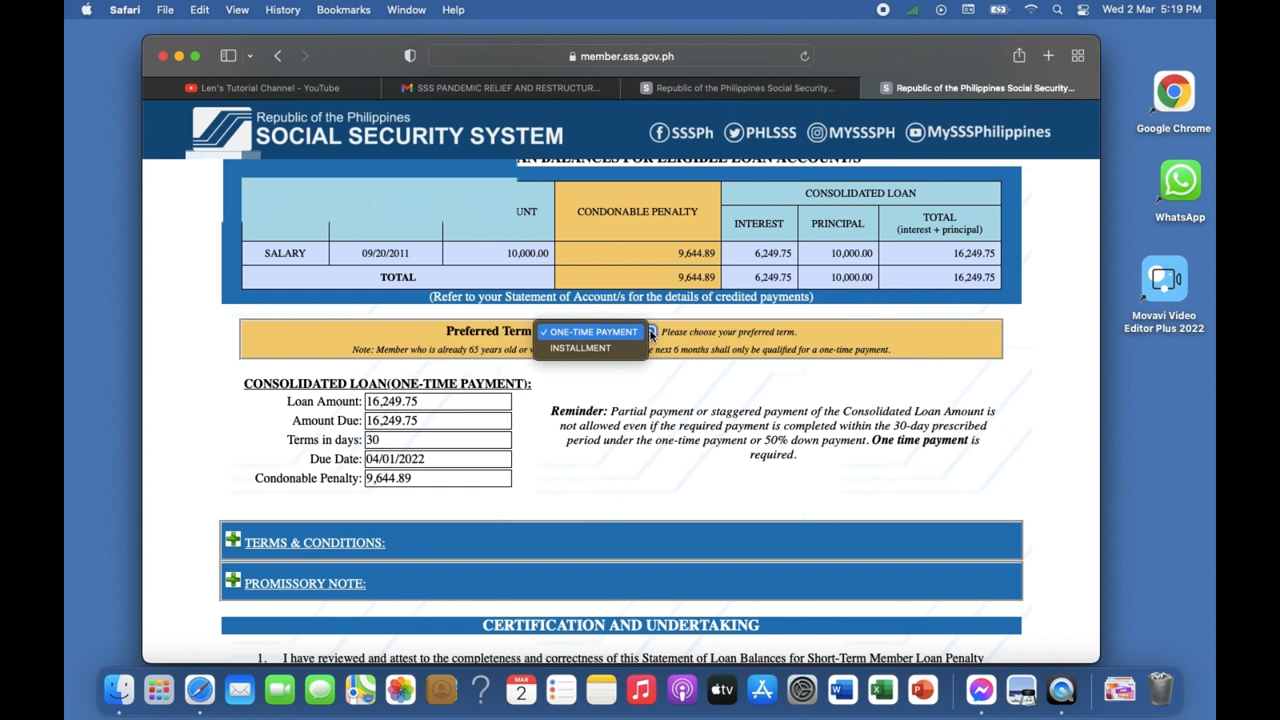 Safari File Edit View History Bookmarks Window Help Wed 2 Mar 5:19 PM
member.sss.gov.ph
Len's Tutorial Channel - YouTube
SSS PANDEMIC RELIEF AND RESTRUCTUR...
S Republic of the Philippines Social Security...
S Republic of the Philippines Social Security...
Republic of the Philippines
SOCIAL SECURITY SYSTEM
SSSPh PHLSSS MYSSSPH MySSSPhilippines
BALANCES FOR ELIGIBLE LOAN ACCOUNT/S
UNT CONDONABLE PENALTY CONSOLIDATED LOAN
INTEREST PRINCIPAL TOTAL
(interest + principal)
SALARY 09/20/2011 10,000.00 9,644.89 6,249.75 10,000.00 16,249.75
TOTAL 9,644.89 6,249.75 10,000.00 16,249.75
(Refer to your Statement of Account/s for the details of credited payments)
Preferred Term ✓ ONE-TIME PAYMENT Please choose your preferred term.
INSTALLMENT
Note: Member who is already 65 years old or next 6 months shall only be qualified for a one-time payment.
CONSOLIDATED LOAN(ONE-TIME PAYMENT):
Loan Amount: 16,249.75
Amount Due: 16,249.75
Terms in days: 30
Due Date: 04/01/2022
Condonable Penalty: 9,644.89
Reminder: Partial payment or staggered payment of the Consolidated Loan Amount is
not allowed even if the required payment is completed within the 30-day prescribed
period under the one-time payment or 50% down payment. One time payment is
required.
TERMS & CONDITIONS:
PROMISSORY NOTE:
CERTIFICATION AND UNDERTAKING
1. I have reviewed and attest to the completeness and correctness of this Statement of Loan Balances for Short-Term Member Loan Penalty
Google Chrome
WhatsApp
Movavi Video
Editor Plus 2022
MAR
2
tv